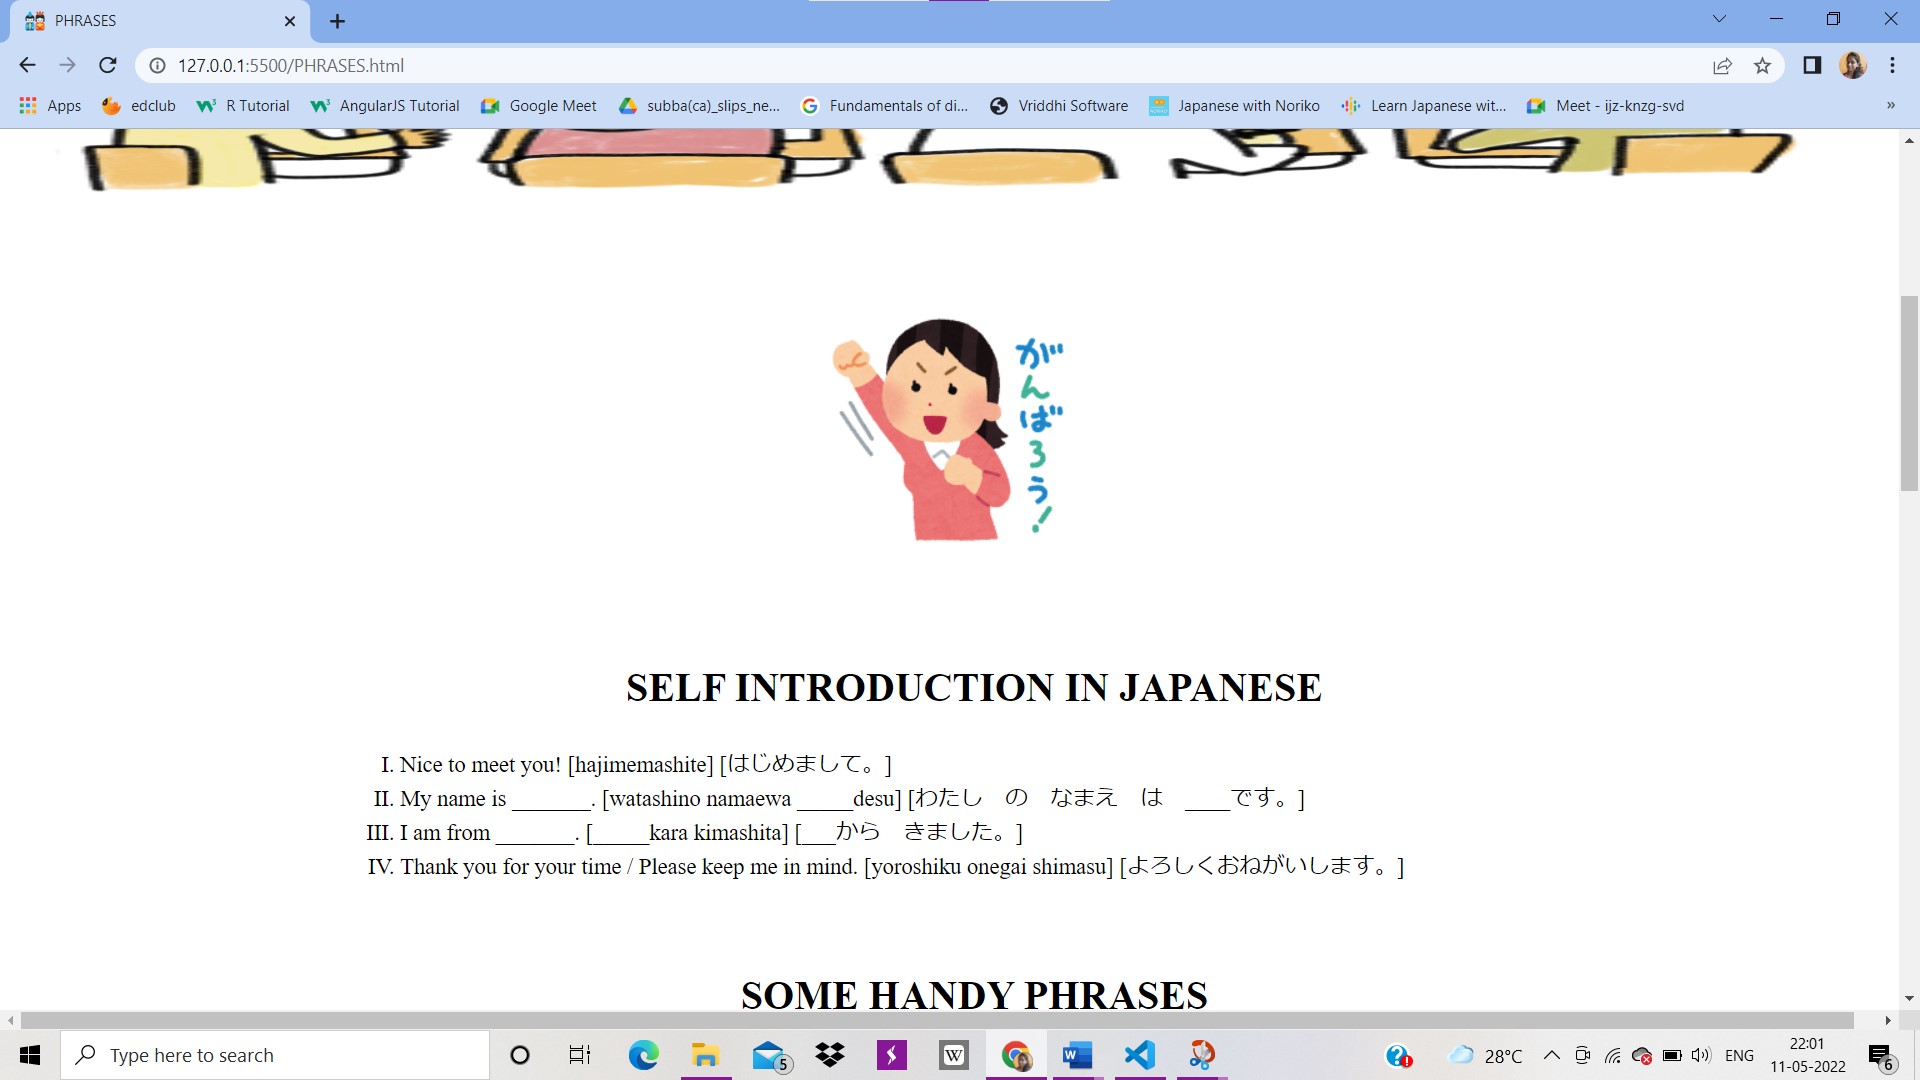 PHRASES
127.0.0.1:5500/PHRASES.html
Apps edclub R Tutorial AngularJS Tutorial Google Meet subba(ca)_slips_ne... Fundamentals of di... Vriddhi Software Japanese with Noriko Learn Japanese wit... Meet - ijz-knzg-svd »
がんばろう!
SELF INTRODUCTION IN JAPANESE
I. Nice to meet you! [hajimemashite] [はじめまして。]
II. My name is _______. [watashino namaewa _____desu] [わたし　の　なまえ　は　____です。]
III. I am from _______. [_____kara kimashita] [___から　きました。]
IV. Thank you for your time / Please keep me in mind. [yoroshiku onegai shimasu] [よろしくおねがいします。]
SOME HANDY PHRASES
Type here to search 5 W W 28°C ENG 22:01
11-05-2022 6